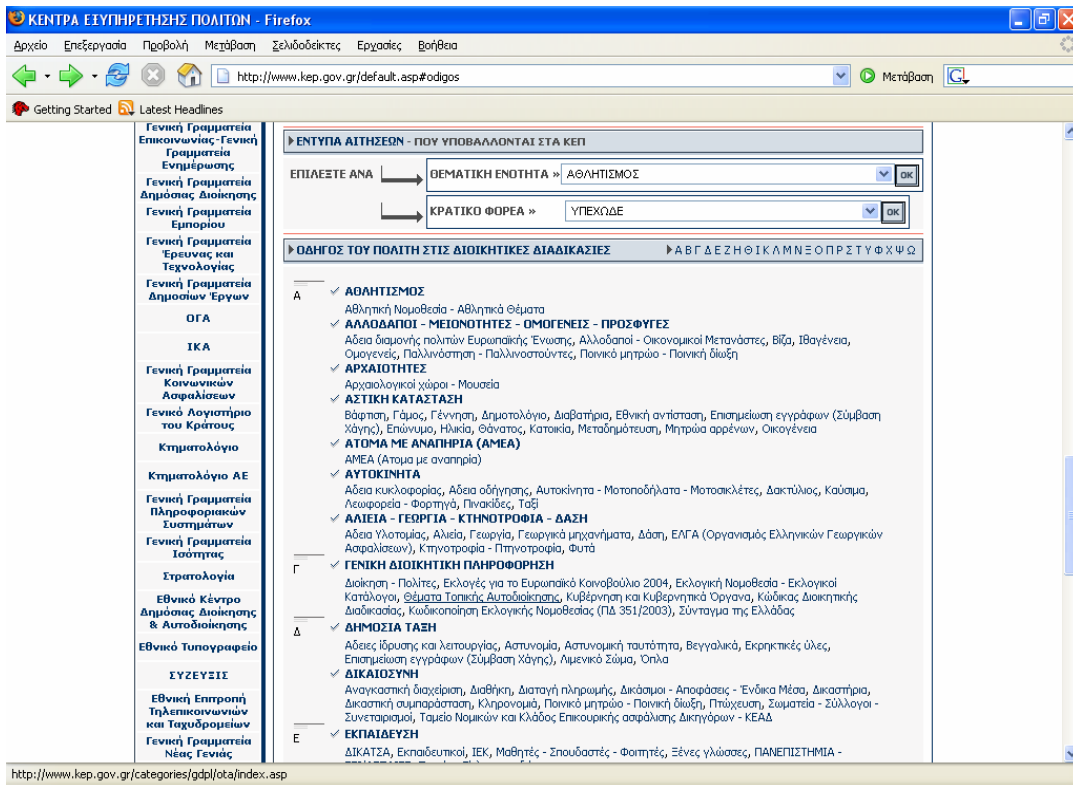 ΚΕΝΤΡΑ ΕΞΥΠΗΡΕΤΗΣΗΣ ΠΟΛΙΤΩΝ - Firefox
Αρχείο Επεξεργασία Προβολή Μετάβαση Σελιδοδείκτες Εργασίες Βοήθεια
http://www.kep.gov.gr/default.asp#odigos
Μετάβαση
Getting Started Latest Headlines
Γενική Γραμματεία
Επικοινωνίας-Γενική
Γραμματεία
Ενημέρωσης
Γενική Γραμματεία
Δημόσιας Διοίκησης
Γενική Γραμματεία
Εμπορίου
Γενική Γραμματεία
Έρευνας και
Τεχνολογίας
Γενική Γραμματεία
Δημοσίων Έργων
ΟΓΑ
ΙΚΑ
Γενική Γραμματεία
Κοινωνικών
Ασφαλίσεων
Γενικό Λογιστήριο
του Κράτους
Κτηματολόγιο
Κτηματολόγιο ΑΕ
Γενική Γραμματεία
Πληροφοριακών
Συστημάτων
Γενική Γραμματεία
Ισότητας
Στρατολογία
Εθνικό Κέντρο
Δημόσιας Διοίκησης
& Αυτοδιοίκησης
Εθνικό Τυπογραφείο
ΣΥΖΕΥΞΙΣ
Εθνική Επιτροπή
Τηλεπικοινωνιών
και Ταχυδρομείων
Γενική Γραμματεία
Νέας Γενιάς
ΕΝΤΥΠΑ ΑΙΤΗΣΕΩΝ - ΠΟΥ ΥΠΟΒΑΛΛΟΝΤΑΙ ΣΤΑ ΚΕΠ
ΕΠΙΛΕΞΤΕ ΑΝΑ ΘΕΜΑΤΙΚΗ ΕΝΟΤΗΤΑ » ΑΘΛΗΤΙΣΜΟΣ OK
ΚΡΑΤΙΚΟ ΦΟΡΕΑ » ΥΠΕΧΩΔΕ OK
ΟΔΗΓΟΣ ΤΟΥ ΠΟΛΙΤΗ ΣΤΙΣ ΔΙΟΙΚΗΤΙΚΕΣ ΔΙΑΔΙΚΑΣΙΕΣ Α Β Γ Δ Ε Ζ Η Θ Ι Κ Λ Μ Ν Ξ Ο Π Ρ Σ Τ Υ Φ Χ Ψ Ω
Α ΑΘΛΗΤΙΣΜΟΣ
Αθλητική Νομοθεσία - Αθλητικά Θέματα
ΑΛΛΟΔΑΠΟΙ - ΜΕΙΟΝΟΤΗΤΕΣ - ΟΜΟΓΕΝΕΙΣ - ΠΡΟΣΦΥΓΕΣ
Αδεια διαμονής πολιτών Ευρωπαϊκής Ένωσης, Αλλοδαποί - Οικονομικοί Μετανάστες, Βίζα, Ιθαγένεια,
Ομογενείς, Παλλινόστηση - Παλλινοστούντες, Ποινικό μητρώο - Ποινική δίωξη
ΑΡΧΑΙΟΤΗΤΕΣ
Αρχαιολογικοί χώροι - Μουσεία
ΑΣΤΙΚΗ ΚΑΤΑΣΤΑΣΗ
Βάφτιση, Γάμος, Γέννηση, Δημοτολόγιο, Διαβατήρια, Εθνική αντίσταση, Επισημείωση εγγράφων (Σύμβαση
Χάγης), Επώνυμο, Ηλικία, Θάνατος, Κατοικία, Μεταδημότευση, Μητρώα αρρένων, Οικογένεια
ΑΤΟΜΑ ΜΕ ΑΝΑΠΗΡΙΑ (ΑΜΕΑ)
ΑΜΕΑ (Ατομα με αναπηρία)
ΑΥΤΟΚΙΝΗΤΑ
Αδεια κυκλοφορίας, Αδεια οδήγησης, Αυτοκίνητα - Μοτοποδήλατα - Μοτοσικλέτες, Δακτύλιος, Καύσιμα,
Λεωφορεία - Φορτηγά, Πινακίδες, Ταξί
ΑΛΙΕΙΑ - ΓΕΩΡΓΙΑ - ΚΤΗΝΟΤΡΟΦΙΑ - ΔΑΣΗ
Αδεια Υλοτομίας, Αλιεία, Γεωργία, Γεωργικά μηχανήματα, Δάση, ΕΛΓΑ (Οργανισμός Ελληνικών Γεωργικών
Ασφαλίσεων), Κτηνοτροφία - Πτηνοτροφία, Φυτά
Γ ΓΕΝΙΚΗ ΔΙΟΙΚΗΤΙΚΗ ΠΛΗΡΟΦΟΡΗΣΗ
Διοίκηση - Πολίτες, Εκλογές για το Ευρωπαϊκό Κοινοβούλιο 2004, Εκλογική Νομοθεσία - Εκλογικοί
Κατάλογοι, Θέματα Τοπικής Αυτοδιοίκησης, Κυβέρνηση και Κυβερνητικά Όργανα, Κώδικας Διοικητικής
Διαδικασίας, Κωδικοποίηση Εκλογικής Νομοθεσίας (ΠΔ 351/2003), Σύνταγμα της Ελλάδας
Δ ΔΗΜΟΣΙΑ ΤΑΞΗ
Αδειες ίδρυσης και λειτουργίας, Αστυνομία, Αστυνομική ταυτότητα, Βεγγαλικά, Εκρηκτικές ύλες,
Επισημείωση εγγράφων (Σύμβαση Χάγης), Λιμενικό Σώμα, Όπλα
ΔΙΚΑΙΟΣΥΝΗ
Αναγκαστική διαχείριση, Διαθήκη, Διαταγή πληρωμής, Δικάσιμοι - Αποφάσεις - Ένδικα Μέσα, Δικαστήρια,
Δικαστική συμπαράσταση, Κληρονομιά, Ποινικό μητρώο - Ποινική δίωξη, Πτώχευση, Σωματεία - Σύλλογοι -
Συνεταιρισμοί, Ταμείο Νομικών και Κλάδος Επικουρικής ασφάλισης Δικηγόρων - ΚΕΑΔ
Ε ΕΚΠΑΙΔΕΥΣΗ
ΔΙΚΑΤΣΑ, Εκπαιδευτικοί, ΙΕΚ, Μαθητές - Σπουδαστές - Φοιτητές, Ξένες γλώσσες, ΠΑΝΕΠΙΣΤΗΜΙΑ -
http://www.kep.gov.gr/categories/gdpl/ota/index.asp